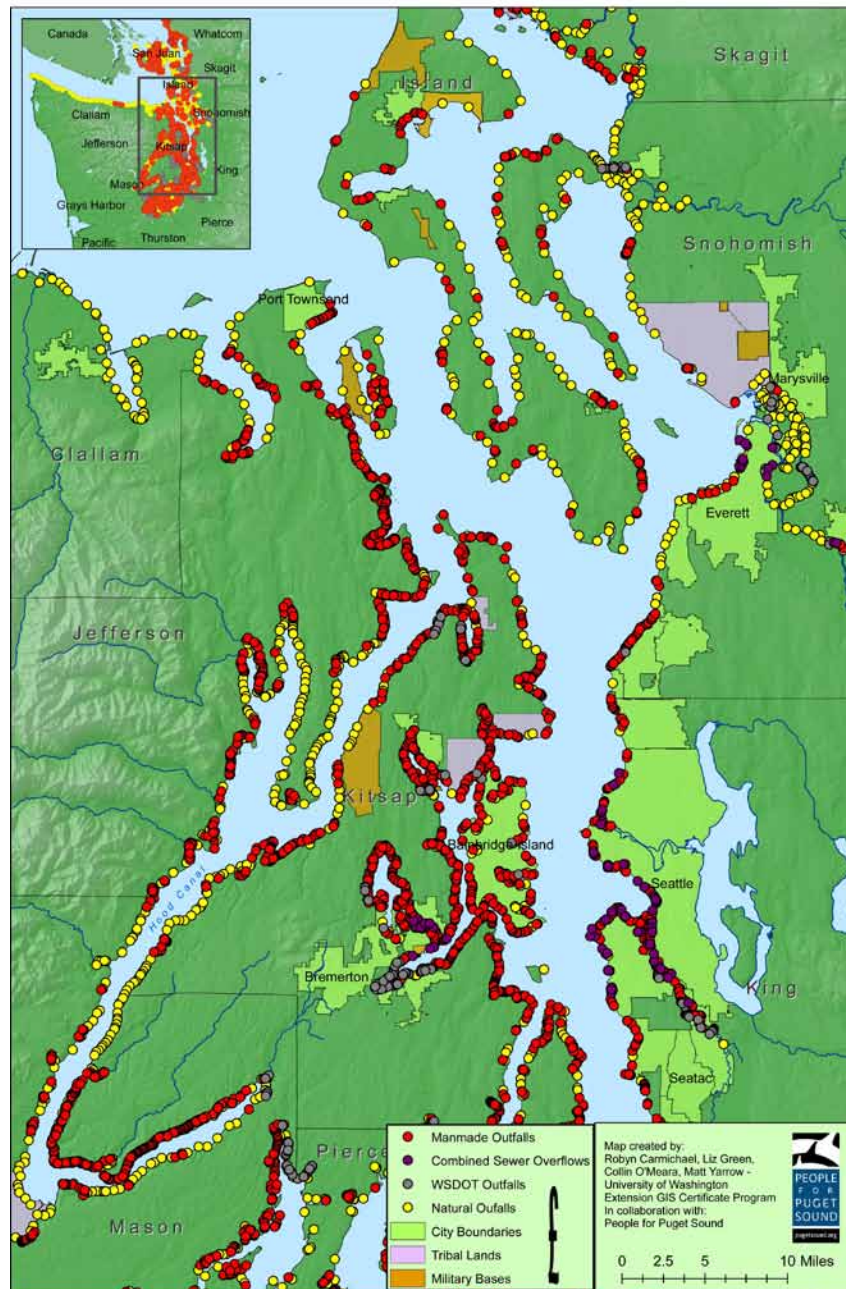 Canada
Whatcom
San Juan
Skagit
Island
Clallam
Snohomish
Jefferson
Kitsap
King
Mason
Grays Harbor
Pierce
Thurston
Pacific
Island
Skagit
Snohomish
Port Townsend
Marysville
Clallam
Everett
Jefferson
Kitsap
Bainbridge Island
Seattle
Hood Canal
Bremerton
King
Seatac
Pierce
Mason
Manmade Outfalls
Combined Sewer Overflows
WSDOT Outfalls
Natural Oufalls
City Boundaries
Tribal Lands
Military Bases
Map created by:
Robyn Carmichael, Liz Green,
Collin O'Meara, Matt Yarrow -
University of Washington
Extension GIS Certificate Program
In collaboration with:
People for Puget Sound
PEOPLE
FOR
PUGET
SOUND
pugetsound.org
0 2.5 5 10 Miles